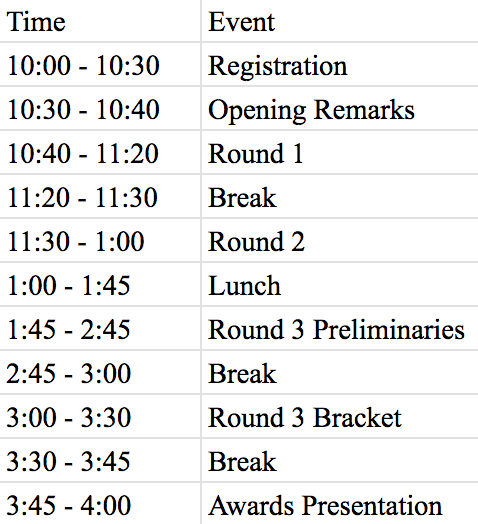 Time Event
10:00 - 10:30 Registration
10:30 - 10:40 Opening Remarks
10:40 - 11:20 Round 1
11:20 - 11:30 Break
11:30 - 1:00 Round 2
1:00 - 1:45 Lunch
1:45 - 2:45 Round 3 Preliminaries
2:45 - 3:00 Break
3:00 - 3:30 Round 3 Bracket
3:30 - 3:45 Break
3:45 - 4:00 Awards Presentation